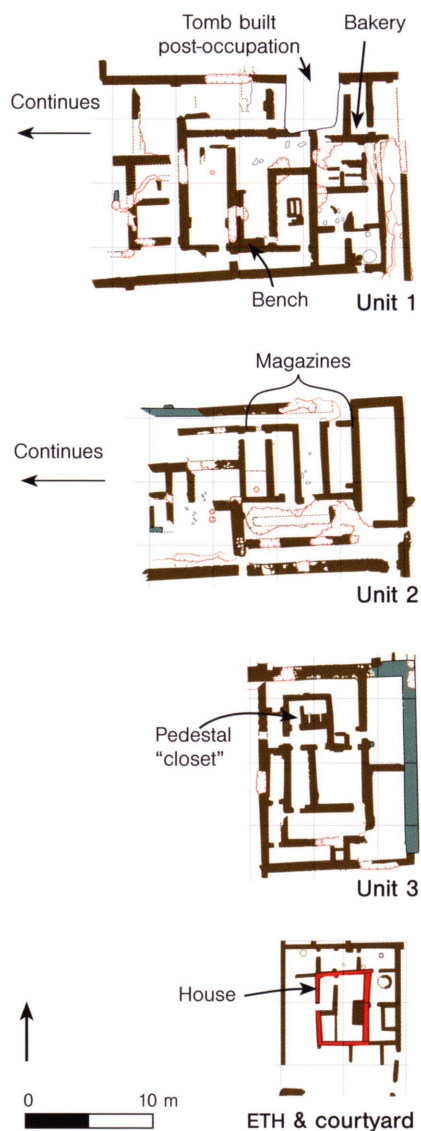 Tomb built
post-occupation
Bakery
Continues
Bench
Unit 1
Magazines
Continues
Unit 2
Pedestal
“closet”
Unit 3
House
0 10 m
ETH & courtyard